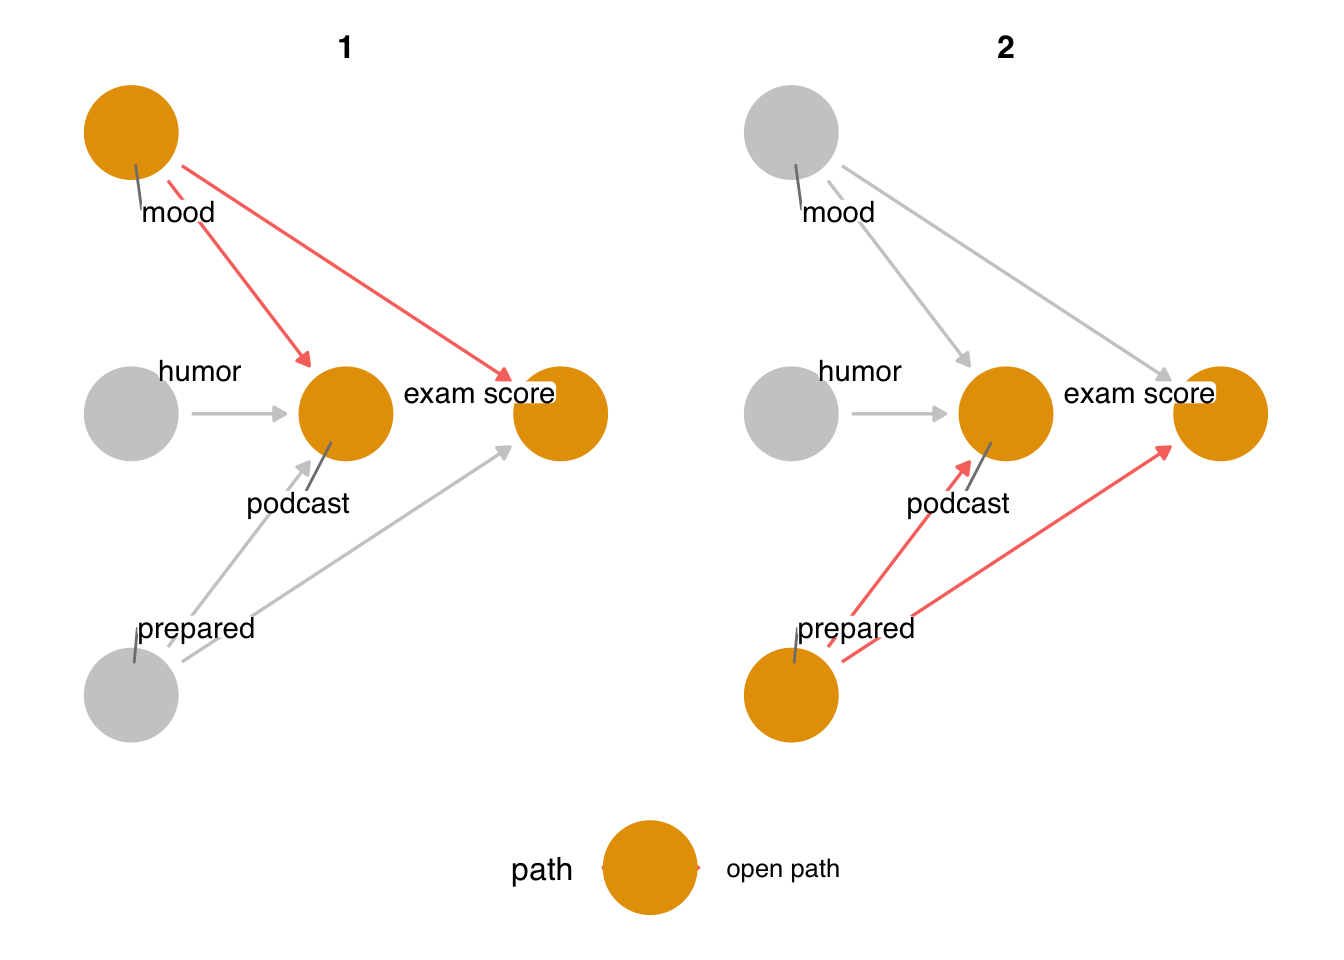 1
mood
humor
exam score
podcast
prepared
2
mood
humor
exam score
podcast
prepared
path
open path